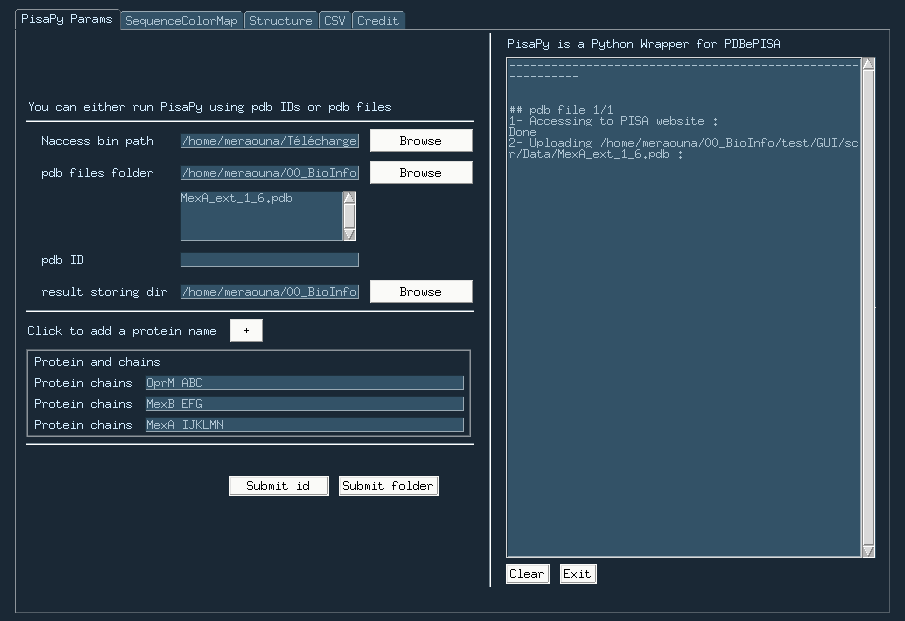 PisaPy Params SequenceColorMap Structure CSV Credit
You can either run PisaPy using pdb IDs or pdb files
Naccess bin path /home/meraouna/Télécharge Browse
pdb files folder /home/meraouna/00_BioInfo Browse
MexA_ext_1_6.pdb
pdb ID
result storing dir /home/meraouna/00_BioInfo Browse
Click to add a protein name +
Protein and chains
Protein chains OprM ABC
Protein chains MexB EFG
Protein chains MexA IJKLMN
Submit id Submit folder
PisaPy is a Python Wrapper for PDBePISA
--------------------------------------------------
----------
## pdb file 1/1
1- Accessing to PISA website :
Done
2- Uploading /home/meraouna/00_BioInfo/test/GUI/sc
r/Data/MexA_ext_1_6.pdb :
Clear Exit